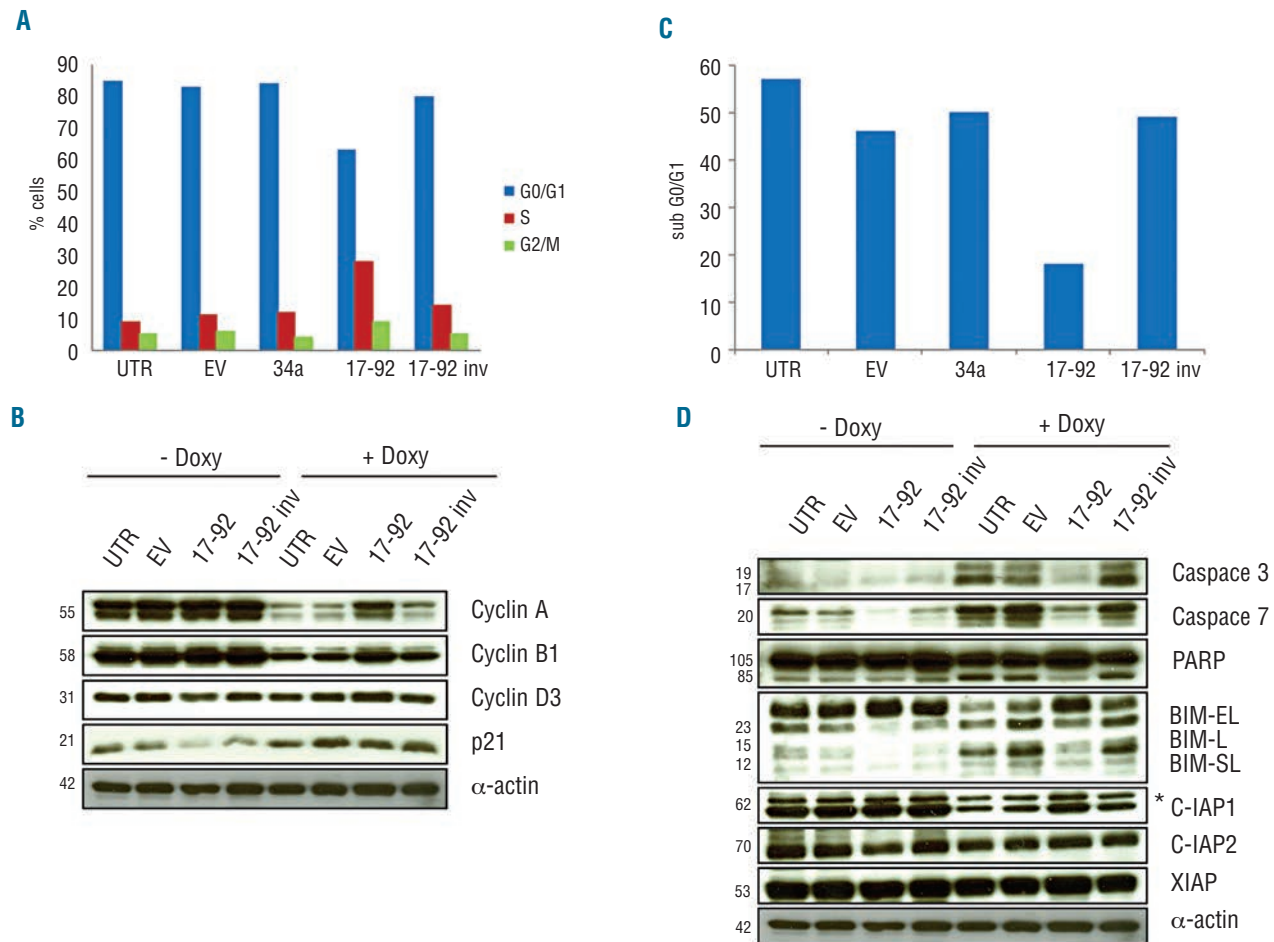 A
90
80
70
60
50
40
30
20
10
0
% cells
UTR EV 34a 17-92 17-92 inv
G0/G1
S
G2/M
C
60
50
40
30
20
10
0
sub G0/G1
UTR EV 34a 17-92 17-92 inv
B
- Doxy + Doxy
UTR EV 17-92 17-92 inv UTR EV 17-92 17-92 inv
55 Cyclin A
58 Cyclin B1
31 Cyclin D3
21 p21
42 α-actin
D
- Doxy + Doxy
UTR EV 17-92 17-92 inv UTR EV 17-92 17-92 inv
19 Caspace 3
17
20 Caspace 7
105 PARP
85
BIM-EL
23
BIM-L
15
BIM-SL
12
62 * C-IAP1
70 C-IAP2
53 XIAP
42 α-actin